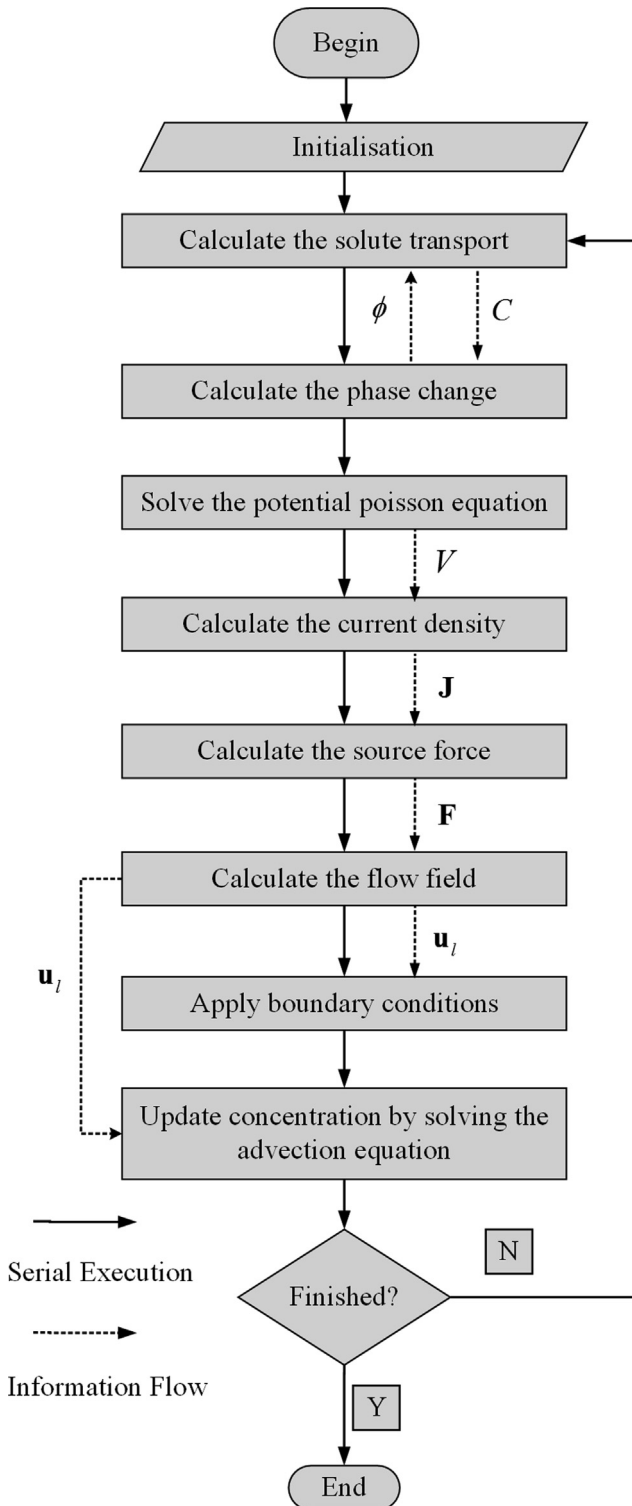 Begin
Initialisation
Calculate the solute transport
ϕ
C
Calculate the phase change
Solve the potential poisson equation
V
Calculate the current density
J
Calculate the source force
F
Calculate the flow field
u_l
u_l
Apply boundary conditions
Update concentration by solving the
advection equation
Serial Execution
N
Finished?
Information Flow
Y
End